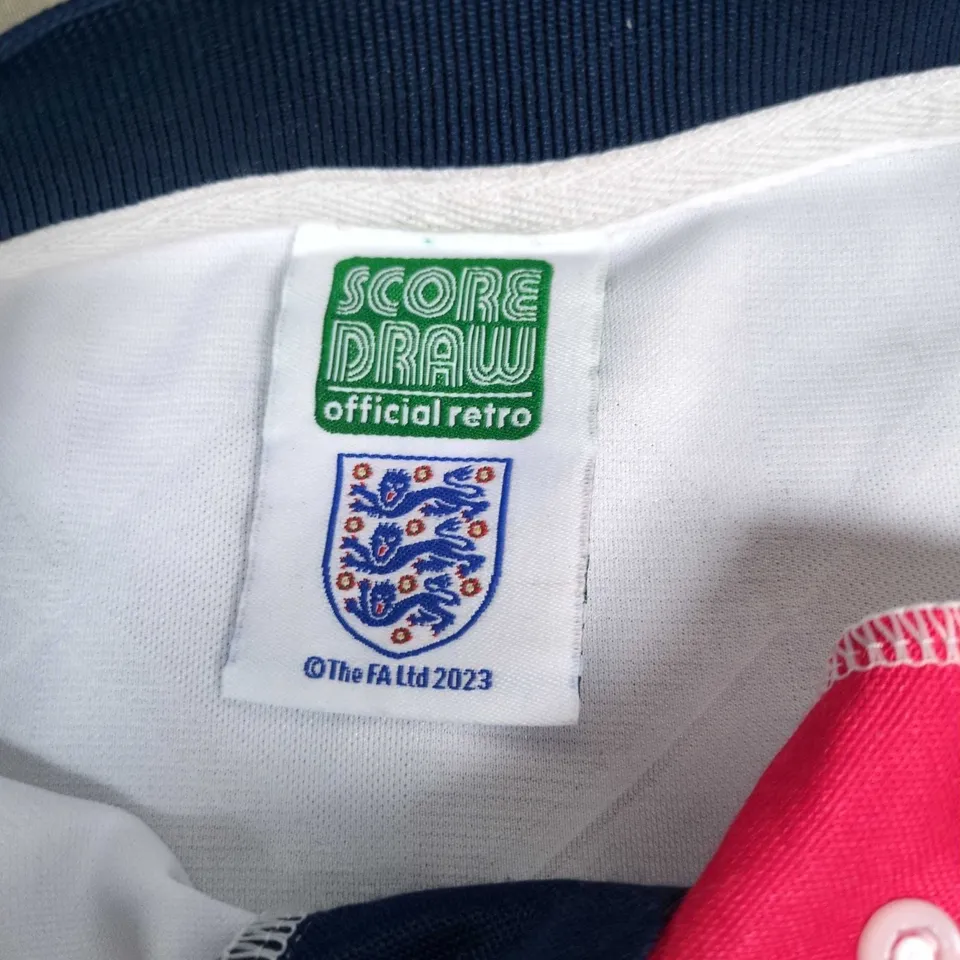 SCORE
DRAW
official retro
©The FA Ltd 2023